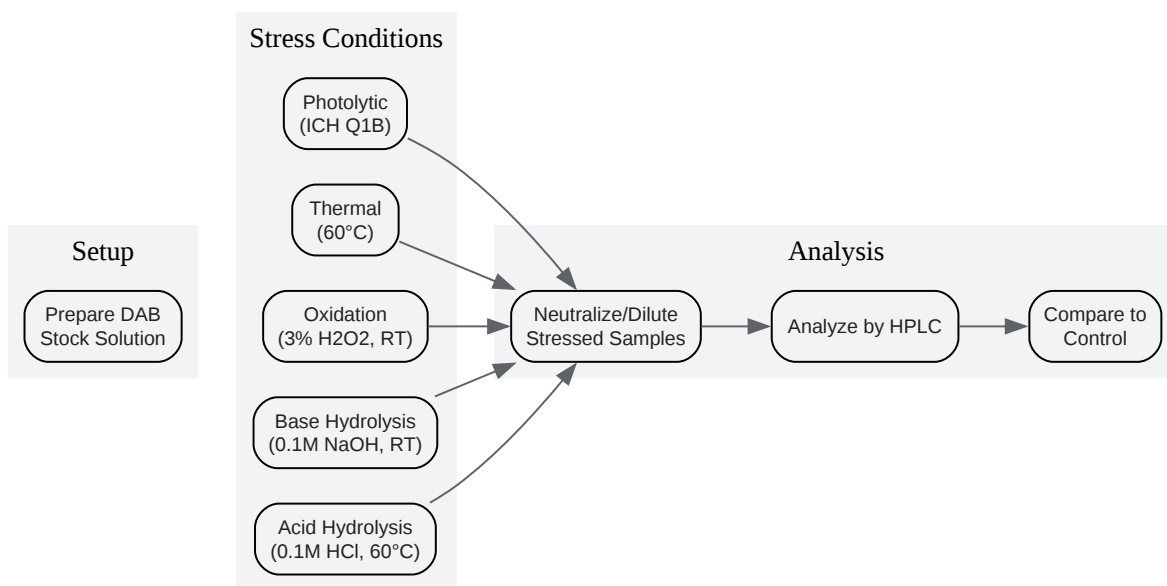 Setup
Prepare DAB
Stock Solution
Stress Conditions
Photolytic
(ICH Q1B)
Thermal
(60°C)
Oxidation
(3% H2O2, RT)
Base Hydrolysis
(0.1M NaOH, RT)
Acid Hydrolysis
(0.1M HCl, 60°C)
Analysis
Neutralize/Dilute
Stressed Samples
Analyze by HPLC
Compare to
Control